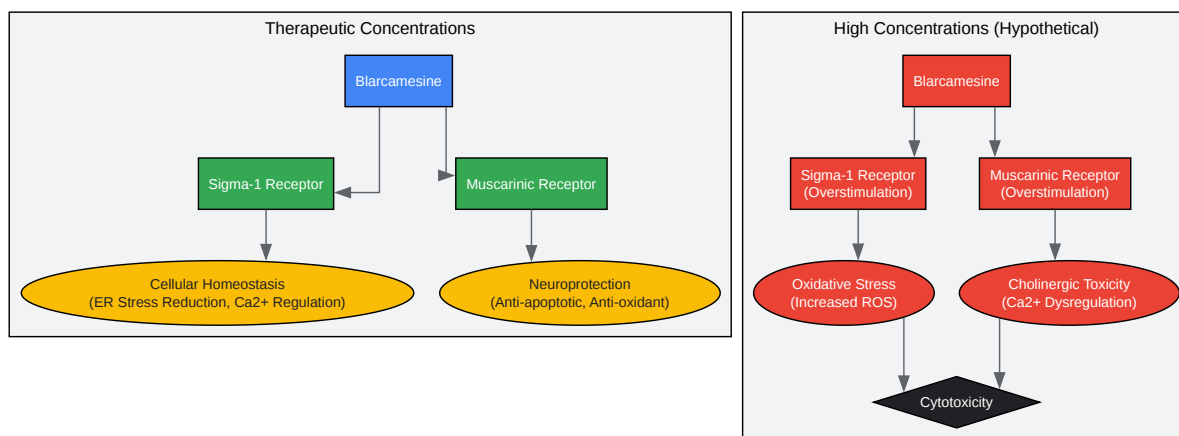 Therapeutic Concentrations
Blarcamesine
Sigma-1 Receptor
Muscarinic Receptor
Cellular Homeostasis
(ER Stress Reduction, Ca2+ Regulation)
Neuroprotection
(Anti-apoptotic, Anti-oxidant)
High Concentrations (Hypothetical)
Blarcamesine
Sigma-1 Receptor
(Overstimulation)
Muscarinic Receptor
(Overstimulation)
Oxidative Stress
(Increased ROS)
Cholinergic Toxicity
(Ca2+ Dysregulation)
Cytotoxicity